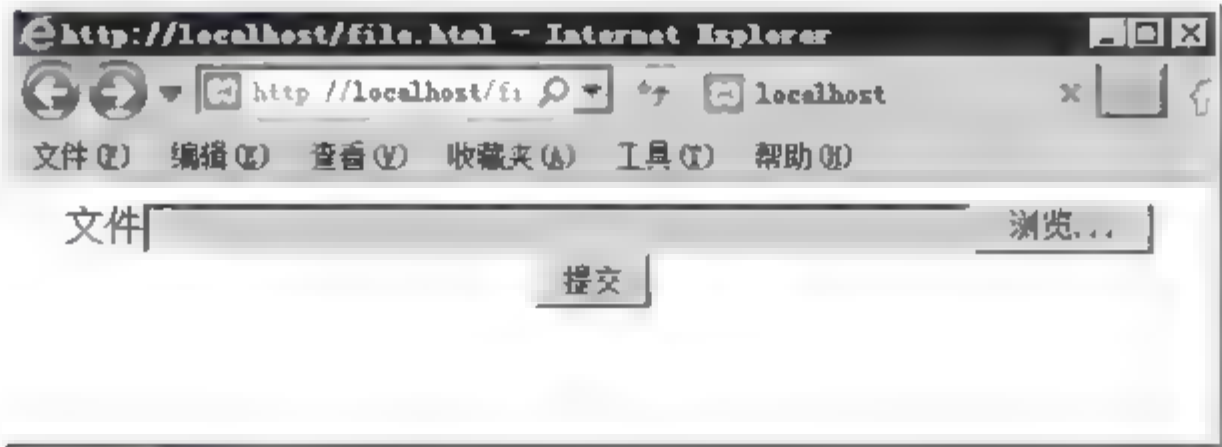 http://localhost/file.html - Internet Explorer
http //localhost/fi localhost
文件(F) 编辑(E) 查看(V) 收藏夹(A) 工具(T) 帮助(H)
文件 浏览...
提交